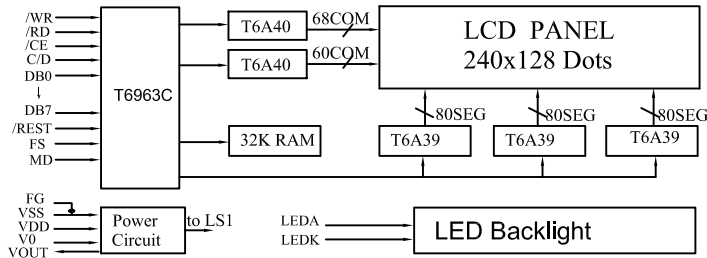 /WR
/RD
/CE
C/D
DB0
DB7
/REST
FS
MD
T6963C
T6A40
68COM
T6A40
60COM
LCD PANEL
240x128 Dots
80SEG
80SEG
80SEG
32K RAM
T6A39
T6A39
T6A39
FG
VSS
VDD
V0
VOUT
Power
Circuit
to LS1
LEDA
LEDK
LED Backlight